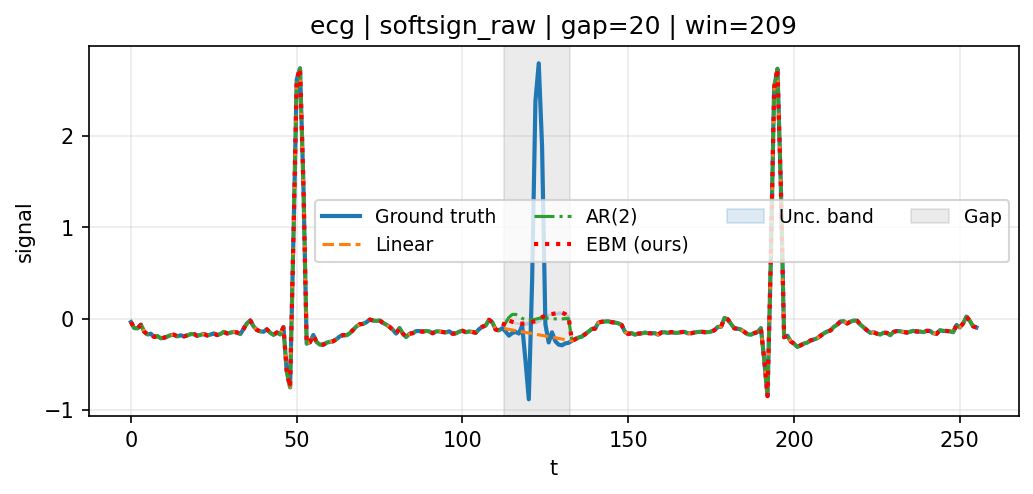 ecg | softsign_raw | gap=20 | win=209
signal
2
1
0
−1
Ground truth
Linear
AR(2)
EBM (ours)
Unc. band
Gap
0 50 100 150 200 250
t